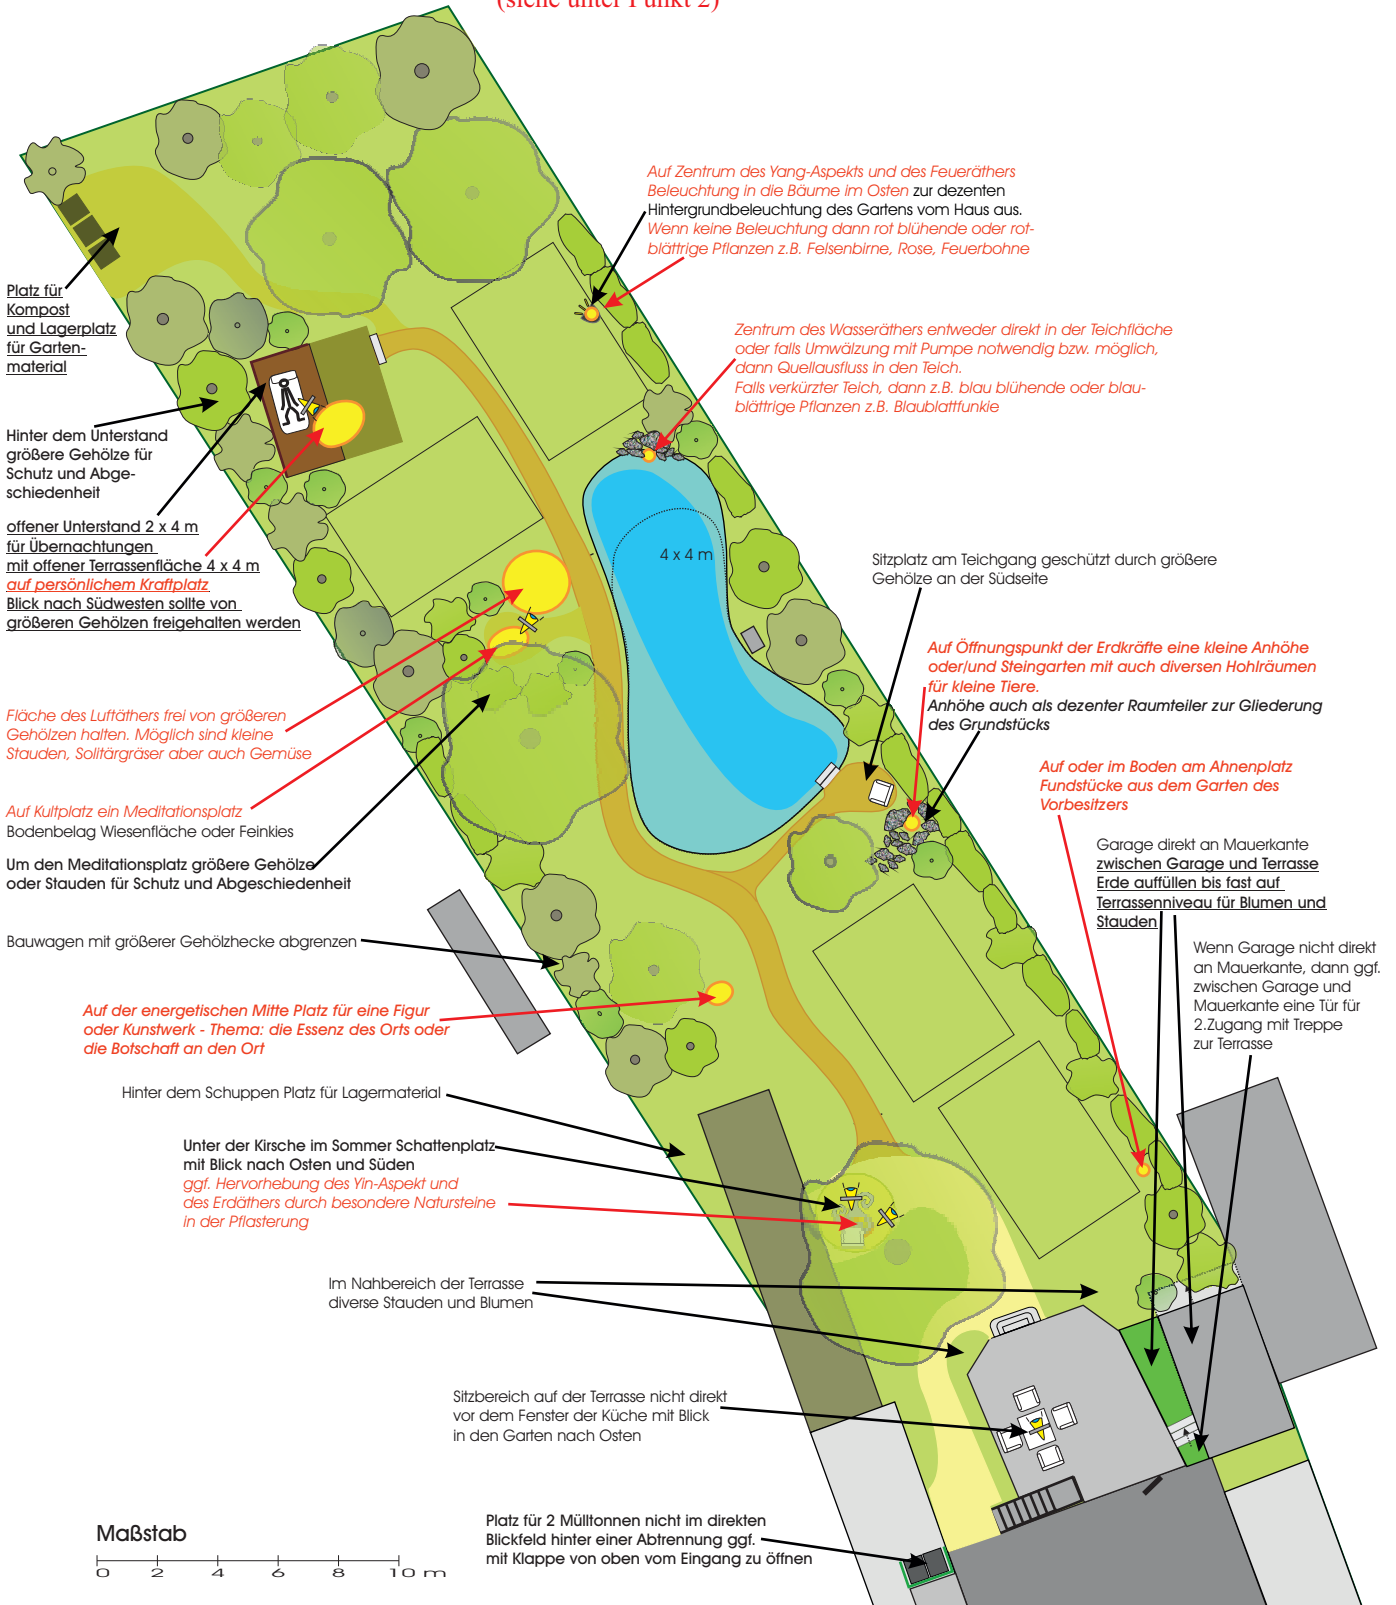 (siehe unter Punkt 2)
Auf Zentrum des Yang-Aspekts und des Feueräthers
Beleuchtung in die Bäume im Osten zur dezenten
Hintergrundbeleuchtung des Gartens vom Haus aus.
Wenn keine Beleuchtung dann rot blühende oder rot-
blättrige Pflanzen z.B. Felsenbirne, Rose, Feuerbohne
Platz für
Kompost
und Lagerplatz
für Garten-
material
Zentrum des Wasseräthers entweder direkt in der Teichfläche
oder falls Umwälzung mit Pumpe notwendig bzw. möglich,
dann Quellausfluss in den Teich.
Falls verkürzter Teich, dann z.B. blau blühende oder blau-
blättrige Pflanzen z.B. Blaublattfunkie
Hinter dem Unterstand
größere Gehölze für
Schutz und Abge-
schiedenheit
offener Unterstand 2 x 4 m
für Übernachtungen
mit offener Terrassenfläche 4 x 4 m
auf persönlichem Kraftplatz
Blick nach Südwesten sollte von
größeren Gehölzen freigehalten werden
4 x 4 m
Sitzplatz am Teichgang geschützt durch größere
Gehölze an der Südseite
Auf Öffnungspunkt der Erdkräfte eine kleine Anhöhe
oder/und Steingarten mit auch diversen Hohlräumen
für kleine Tiere.
Anhöhe auch als dezenter Raumteiler zur Gliederung
des Grundstücks
Fläche des Luftäthers frei von größeren
Gehölzen halten. Möglich sind kleine
Stauden, Solitärgräser aber auch Gemüse
Auf oder im Boden am Ahnenplatz
Fundstücke aus dem Garten des
Vorbesitzers
Auf Kultplatz ein Meditationsplatz
Bodenbelag Wiesenfläche oder Feinkies
Um den Meditationsplatz größere Gehölze
oder Stauden für Schutz und Abgeschiedenheit
Garage direkt an Mauerkante
zwischen Garage und Terrasse
Erde auffüllen bis fast auf
Terrassenniveau für Blumen und
Stauden
Bauwagen mit größerer Gehölzhecke abgrenzen
Wenn Garage nicht direkt
an Mauerkante, dann ggf.
zwischen Garage und
Mauerkante eine Tür für
2.Zugang mit Treppe
zur Terrasse
Auf der energetischen Mitte Platz für eine Figur
oder Kunstwerk - Thema: die Essenz des Orts oder
die Botschaft an den Ort
Hinter dem Schuppen Platz für Lagermaterial
Unter der Kirsche im Sommer Schattenplatz
mit Blick nach Osten und Süden
ggf. Hervorhebung des Yin-Aspekt und
des Erdäthers durch besondere Natursteine
in der Pflasterung
Im Nahbereich der Terrasse
diverse Stauden und Blumen
Sitzbereich auf der Terrasse nicht direkt
vor dem Fenster der Küche mit Blick
in den Garten nach Osten
Platz für 2 Mülltonnen nicht im direkten
Blickfeld hinter einer Abtrennung ggf.
mit Klappe von oben vom Eingang zu öffnen
Maßstab
0 2 4 6 8 10 m